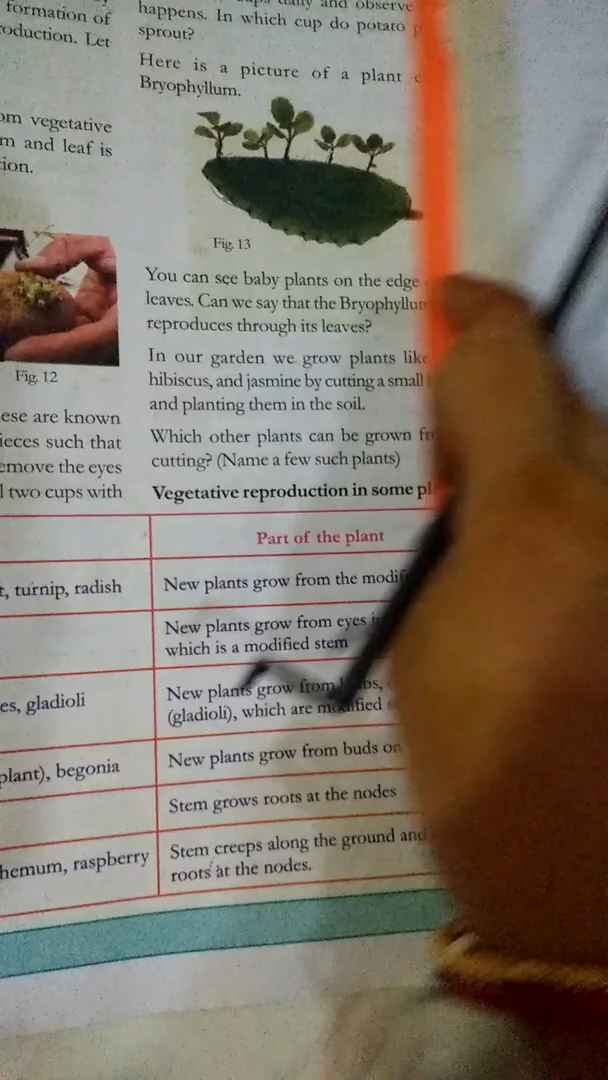 formation of
roduction. Let
om vegetative
m and leaf is
ion.
Fig. 12
ese are known
ieces such that
emove the eyes
l two cups with
daily and observe
happens. In which cup do potato
sprout?
Here is a picture of a plant
Bryophyllum.
Fig. 13
You can see baby plants on the edge
leaves. Can we say that the Bryophyllu
reproduces through its leaves?
In our garden we grow plants like
hibiscus, and jasmine by cutting a small
and planting them in the soil.
Which other plants can be grown
cutting? (Name a few such plants)
Vegetative reproduction in some pl
Part of the plant
t, turnip, radish
New plants grow from the modif
New plants grow from eyes
which is a modified stem
es, gladioli
New plants grow from
(gladioli), which are modified
plant), begonia
New plants grow from buds on
Stem grows roots at the nodes
hemum, raspberry
Stem creeps along the ground and
roots at the nodes.